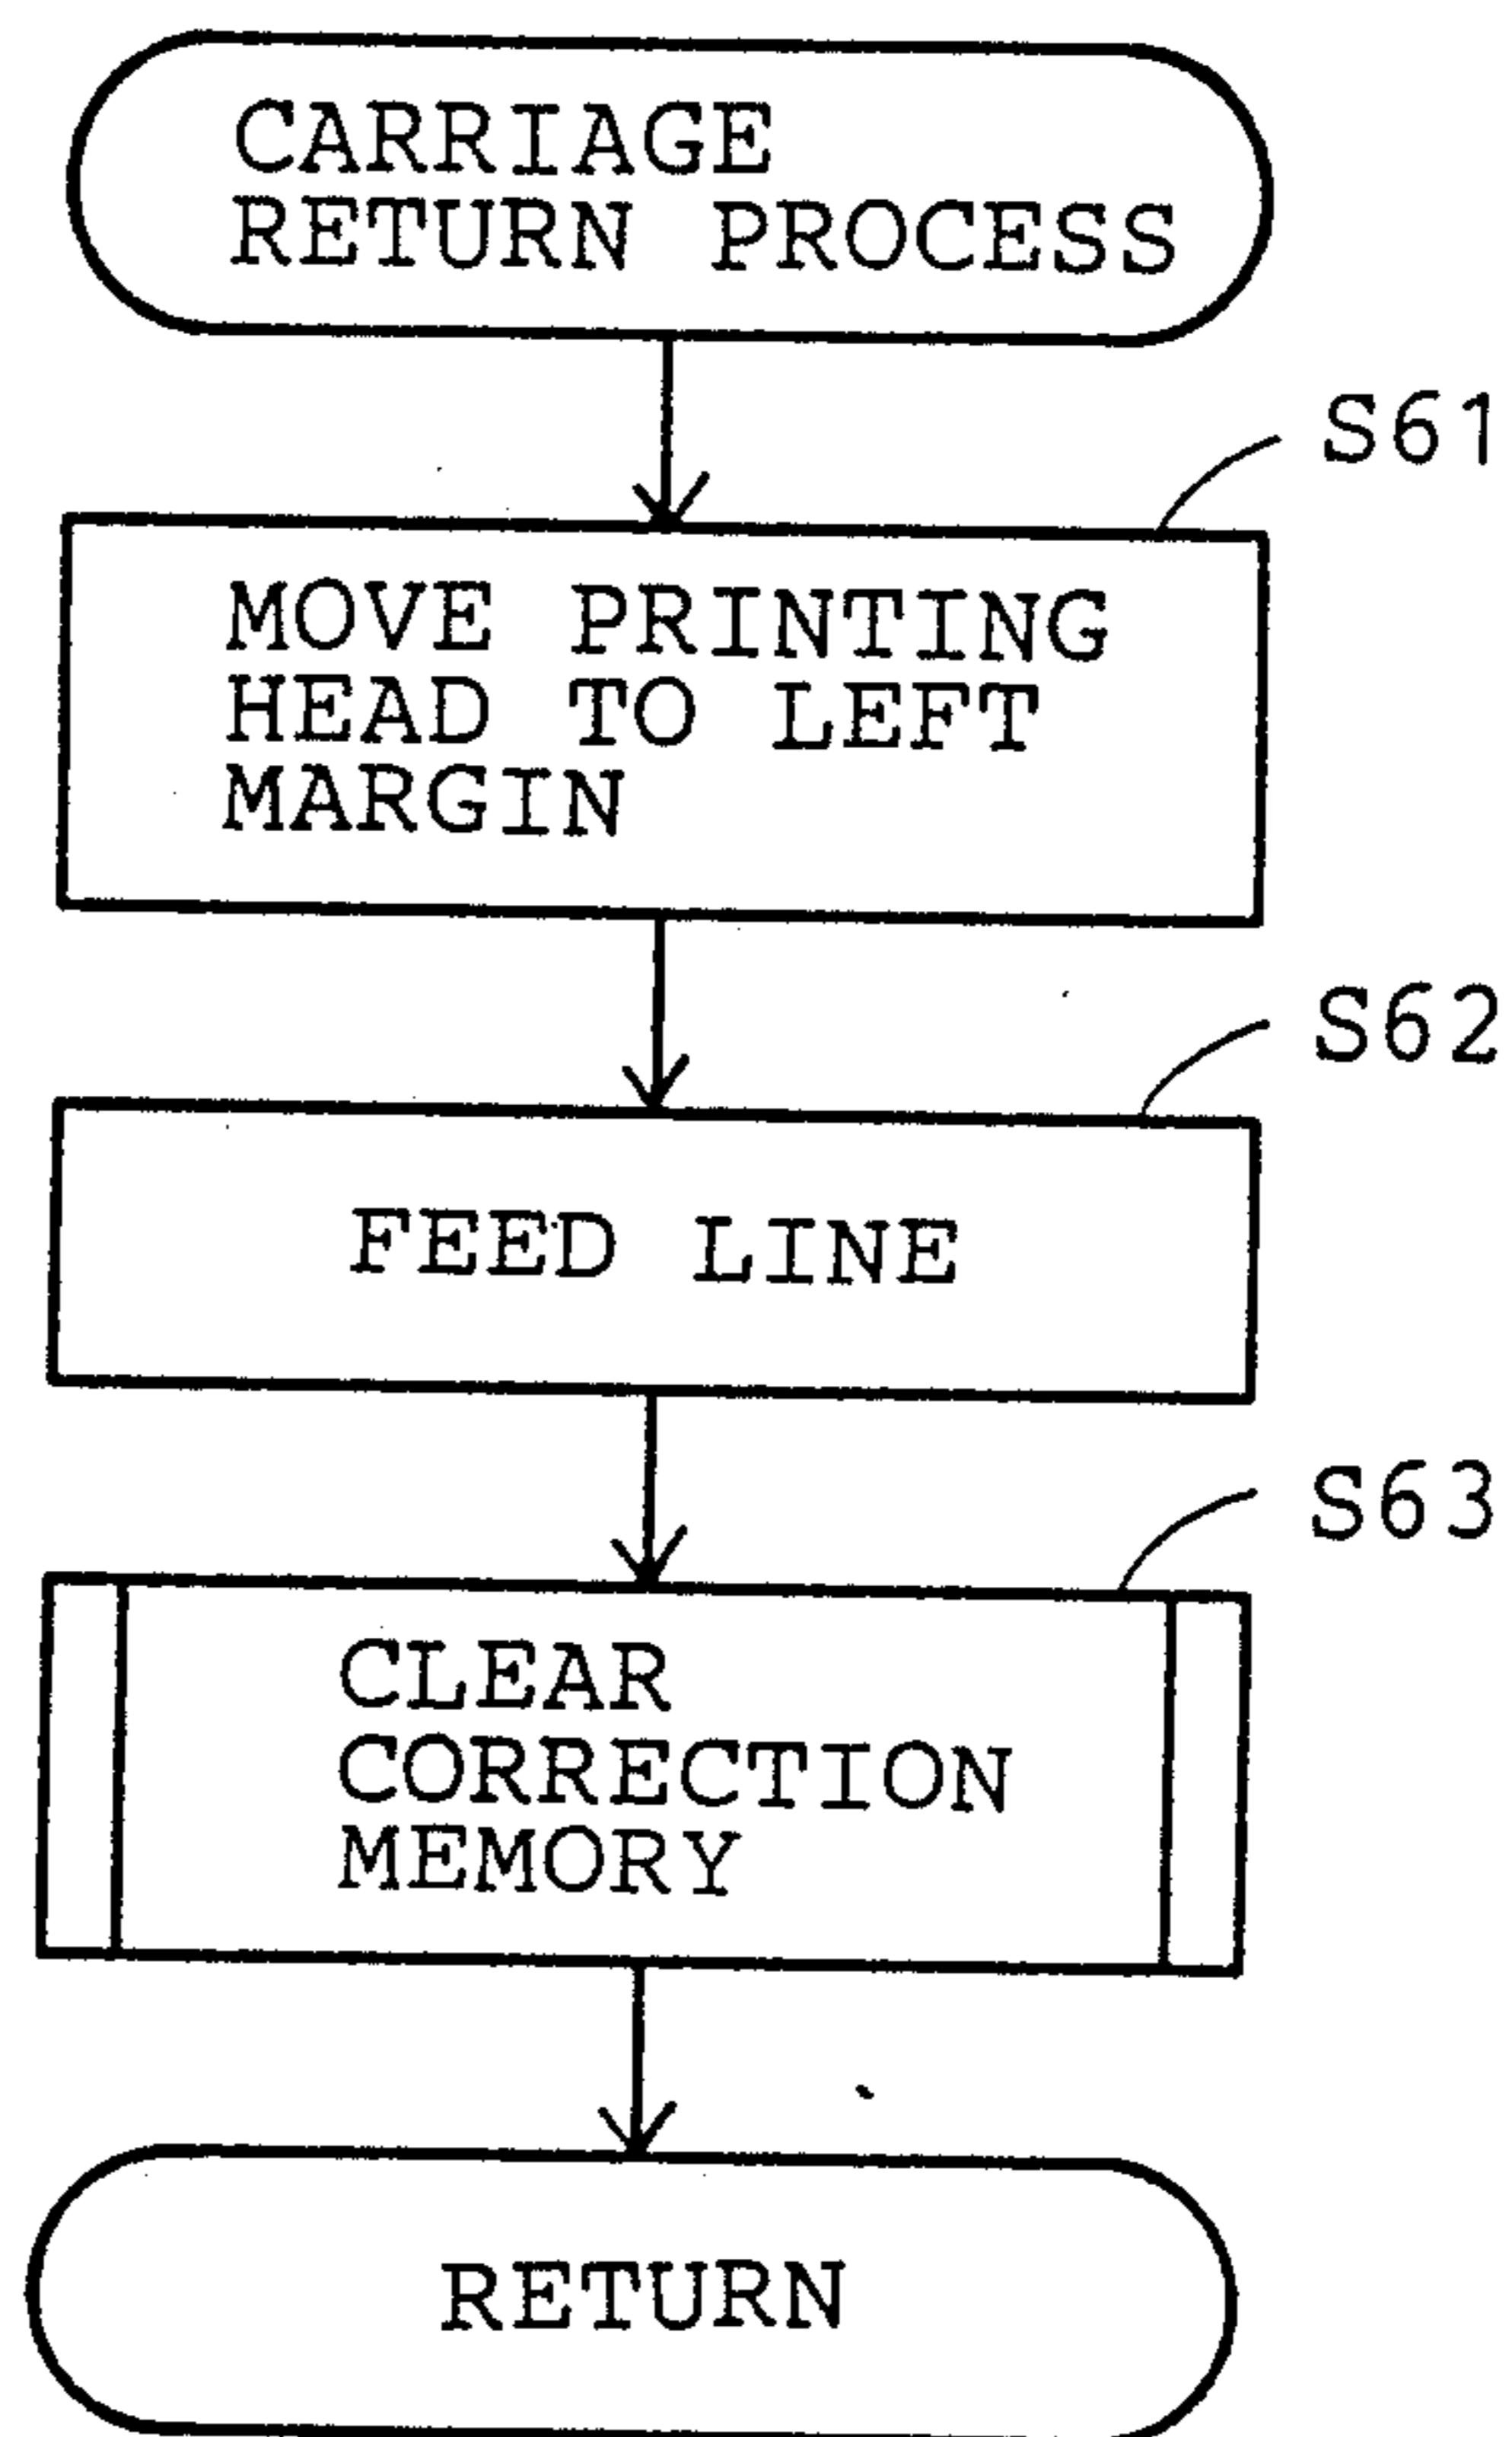 CARRIAGE
RETURN PROCESS
S61
MOVE PRINTING
HEAD TO LEFT
MARGIN
S62
FEED LINE
S63
CLEAR
CORRECTION
MEMORY
RETURN